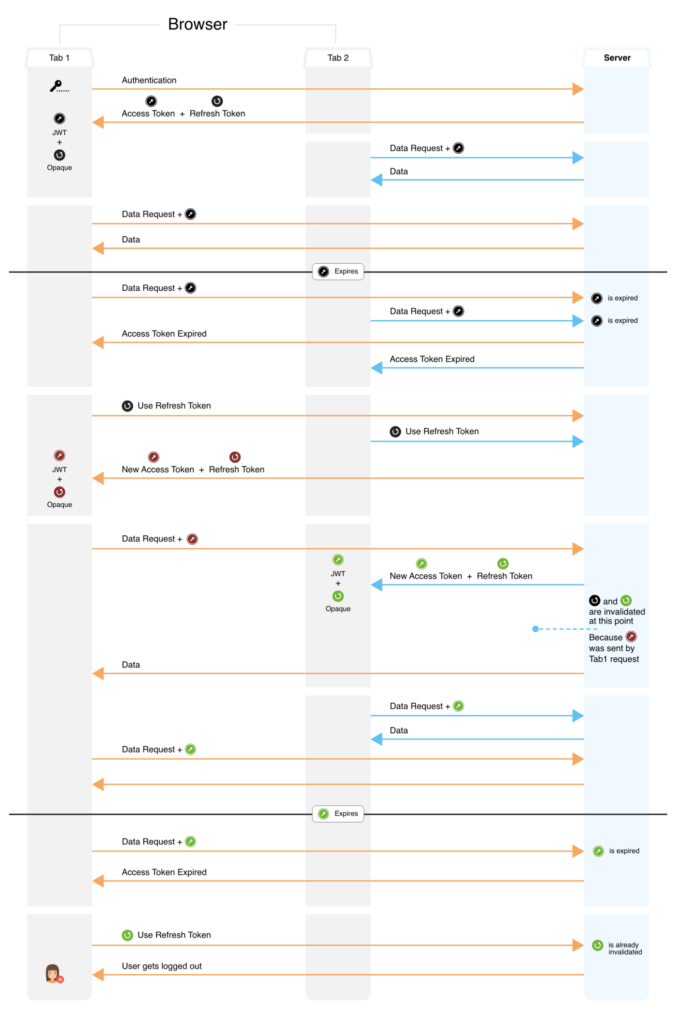 Browser
Tab 1
Tab 2
Server
Authentication
Access Token + Refresh Token
JWT
+
Opaque
Data Request +
Data
Data Request +
Data
Expires
Data Request +
is expired
Data Request +
is expired
Access Token Expired
Access Token Expired
Use Refresh Token
Use Refresh Token
New Access Token + Refresh Token
JWT
+
Opaque
Data Request +
New Access Token + Refresh Token
JWT
+
Opaque
and
are invalidated
at this point
Because
was sent by
Tab1 request
Data
Data Request +
Data
Data Request +
Expires
Data Request +
is expired
Access Token Expired
Use Refresh Token
is already
invalidated
User gets logged out